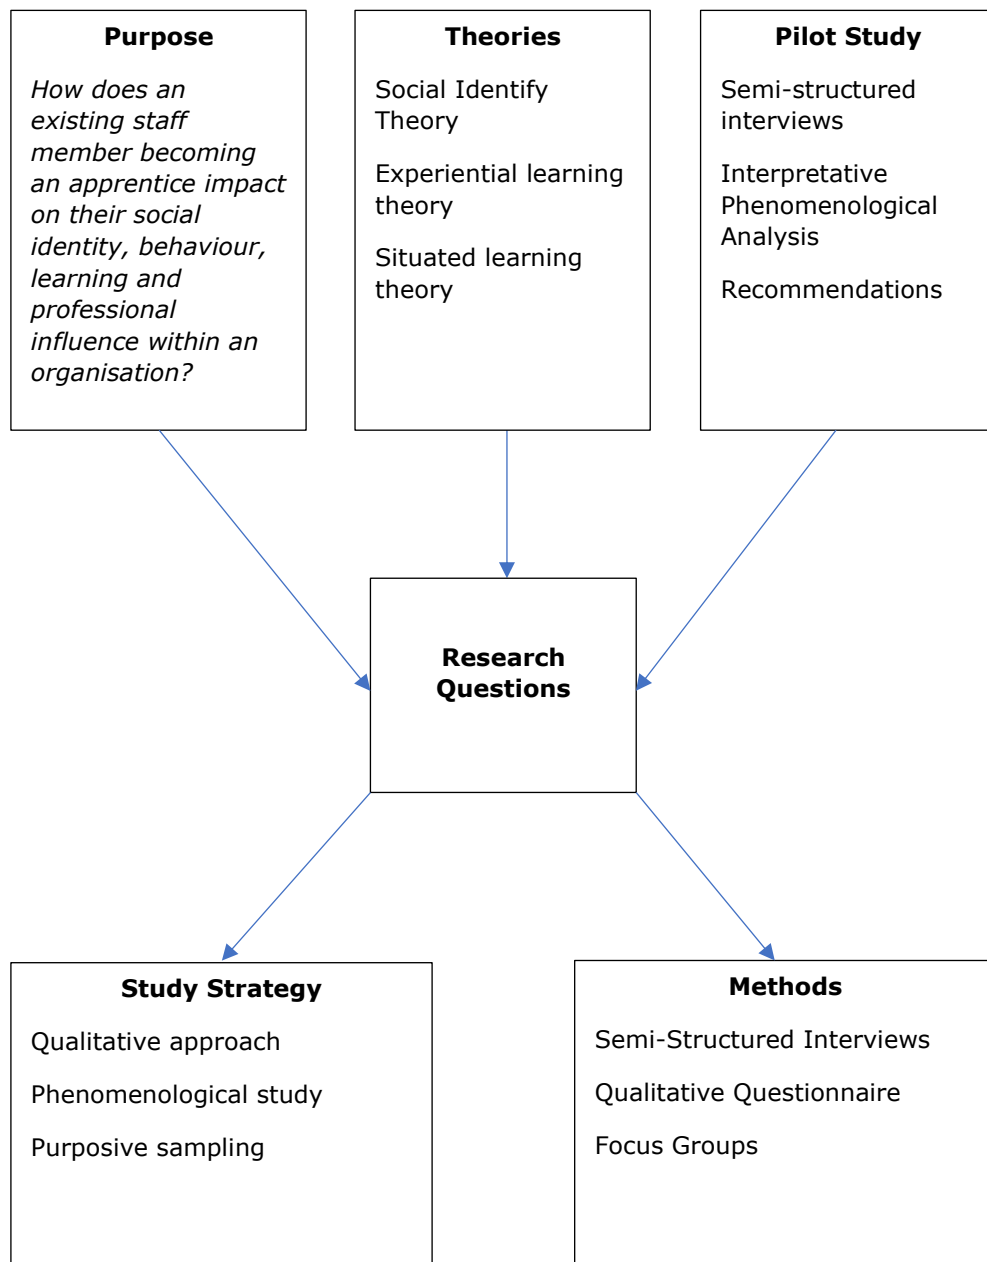 Purpose
How does an
existing staff
member becoming
an apprentice impact
on their social
identity, behaviour,
learning and
professional
influence within an
organisation?
Theories
Social Identify
Theory
Experiential learning
theory
Situated learning
theory
Pilot Study
Semi-structured
interviews
Interpretative
Phenomenological
Analysis
Recommendations
Research
Questions
Study Strategy
Qualitative approach
Phenomenological study
Purposive sampling
Methods
Semi-Structured Interviews
Qualitative Questionnaire
Focus Groups